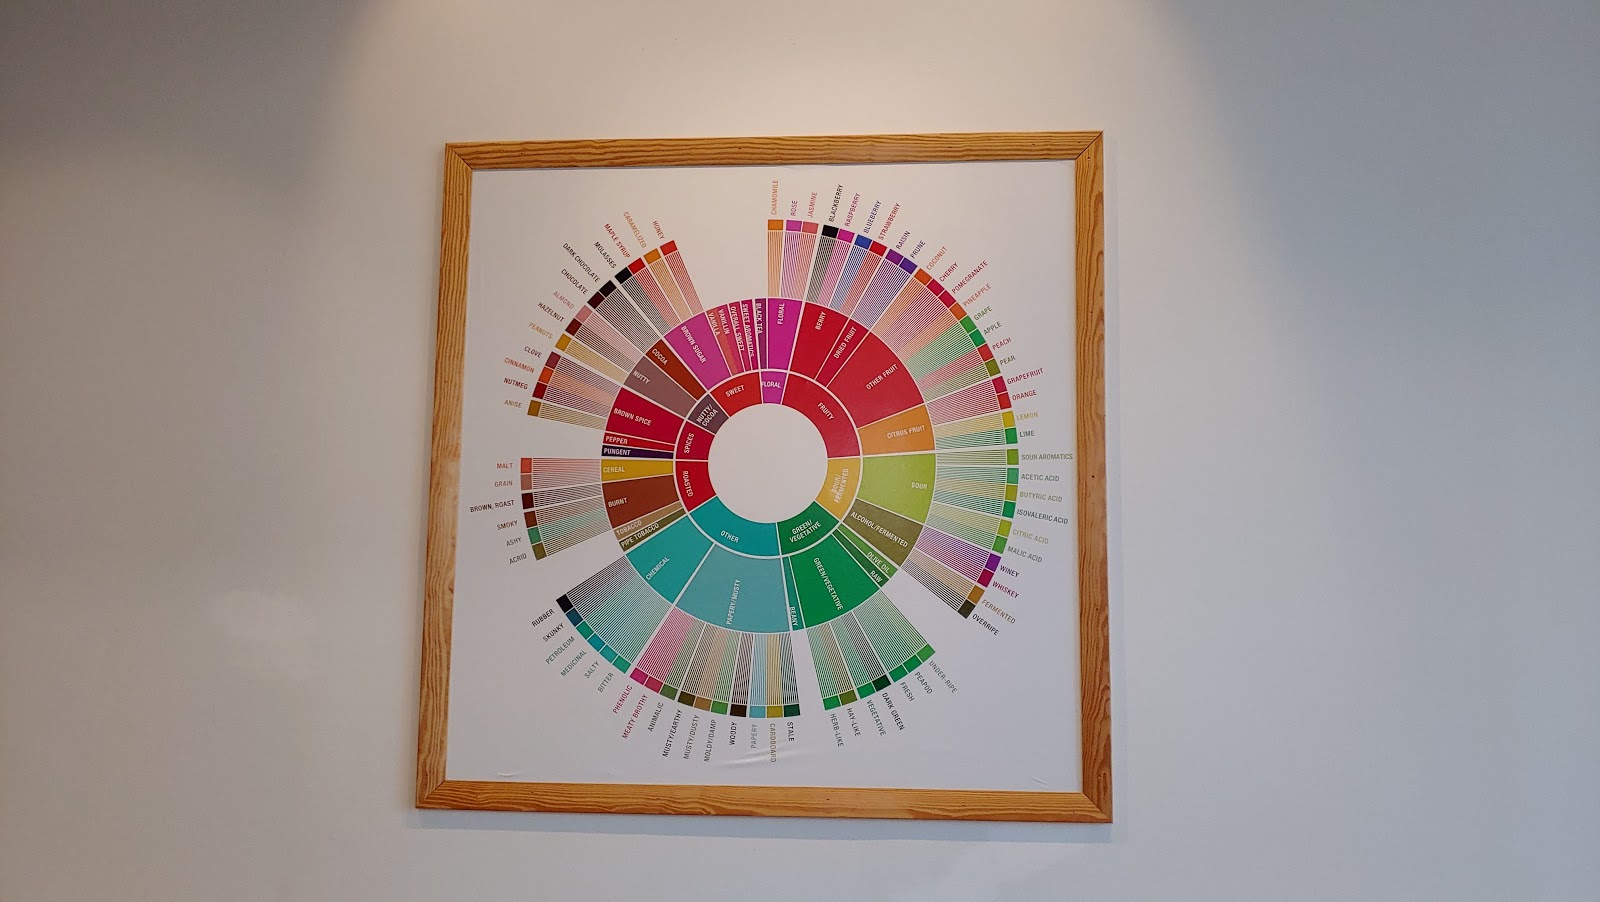 FLORAL
FRUITY
SOUR/
FERMENTED
GREEN/
VEGETATIVE
OTHER
ROASTED
SPICES
NUTTY/
COCOA
SWEET
BLACK TEA
FLORAL
BERRY
DRIED FRUIT
OTHER FRUIT
CITRUS FRUIT
SOUR
ALCOHOL/FERMENTED
OLIVE OIL
RAW
GREEN/VEGETATIVE
BEANY
PAPERY/MUSTY
CHEMICAL
PIPE TOBACCO
TOBACCO
BURNT
CEREAL
PUNGENT
PEPPER
BROWN SPICE
NUTTY
COCOA
BROWN SUGAR
VANILLA
VANILLIN
OVERALL SWEET
SWEET AROMATICS
CHAMOMILE
ROSE
JASMINE
BLACKBERRY
RASPBERRY
BLUEBERRY
STRAWBERRY
RAISIN
PRUNE
COCONUT
CHERRY
POMEGRANATE
PINEAPPLE
GRAPE
APPLE
PEACH
PEAR
GRAPEFRUIT
ORANGE
LEMON
LIME
SOUR AROMATICS
ACETIC ACID
BUTYRIC ACID
ISOVALERIC ACID
CITRIC ACID
MALIC ACID
WINEY
WHISKEY
FERMENTED
OVERRIPE
UNDER-RIPE
PEAPOD
FRESH
DARK GREEN
VEGETATIVE
HAY-LIKE
HERB-LIKE
STALE
CARDBOARD
PAPERY
WOODY
MOLDY/DAMP
MUSTY/DUSTY
MUSTY/EARTHY
ANIMALIC
MEATY BROTHY
PHENOLIC
BITTER
SALTY
MEDICINAL
PETROLEUM
SKUNKY
RUBBER
ACRID
ASHY
SMOKY
BROWN, ROAST
GRAIN
MALT
ANISE
NUTMEG
CINNAMON
CLOVE
PEANUTS
HAZELNUT
ALMOND
CHOCOLATE
DARK CHOCOLATE
MOLASSES
MAPLE SYRUP
CARAMELIZED
HONEY